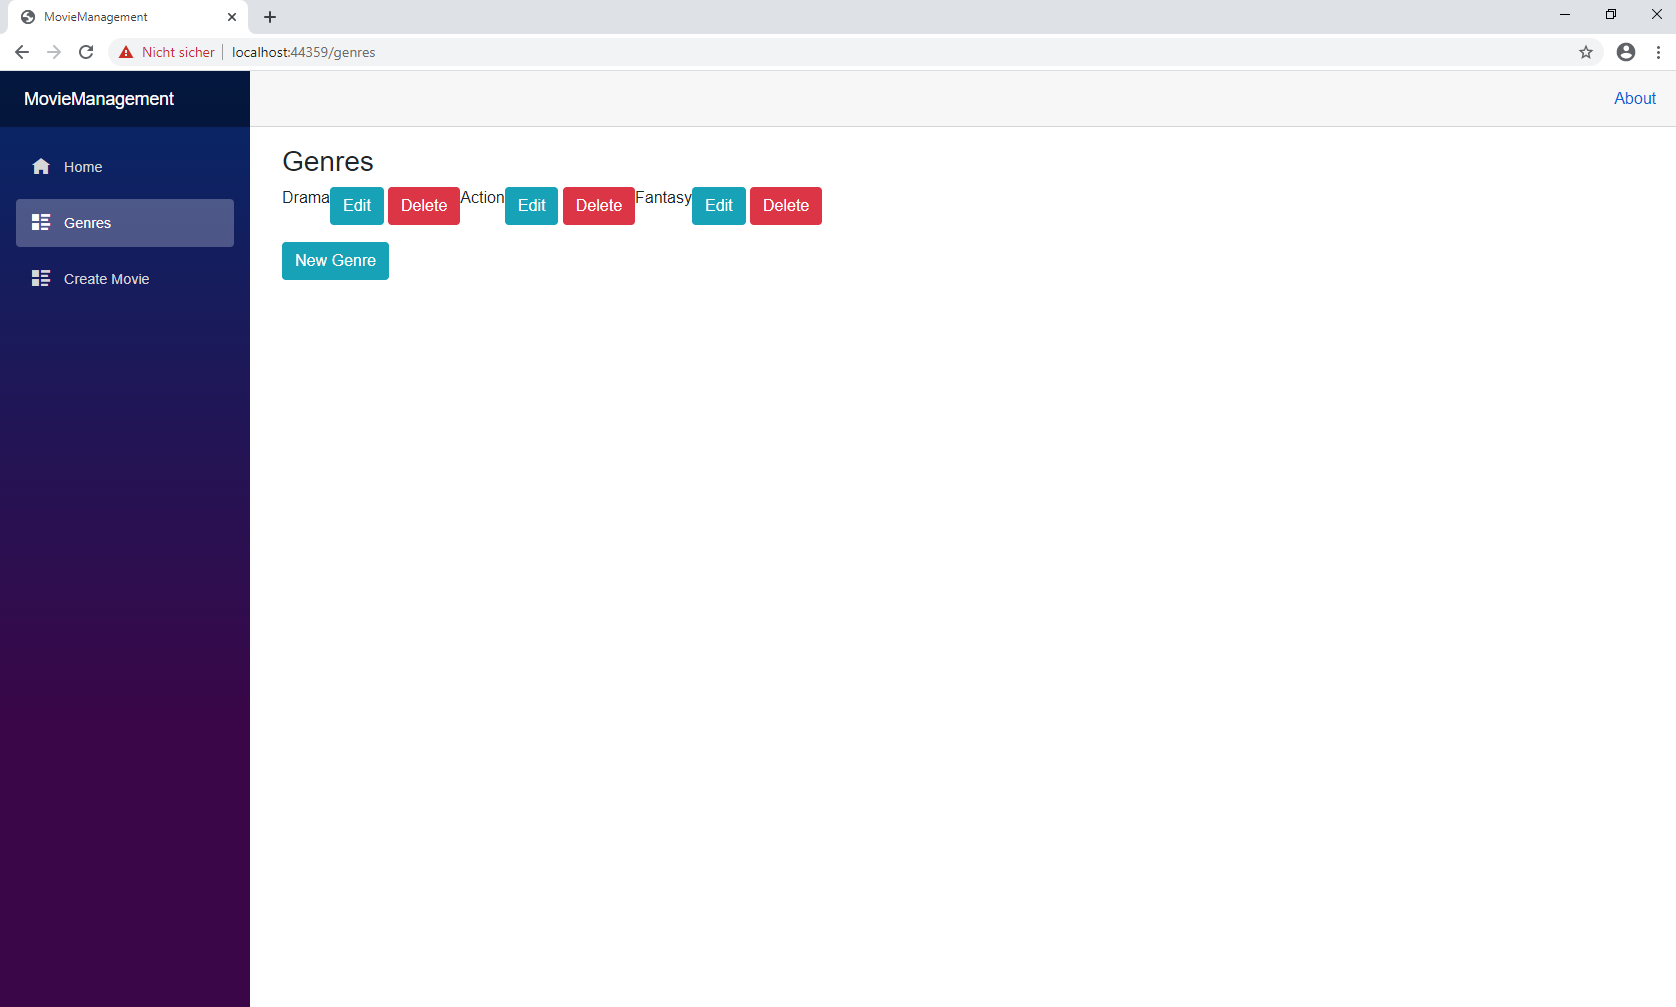 MovieManagement
Nicht sicher localhost:44359/genres
MovieManagement
About
Home
Genres
Create Movie
Genres
Drama Edit Delete Action Edit Delete Fantasy Edit Delete
New Genre